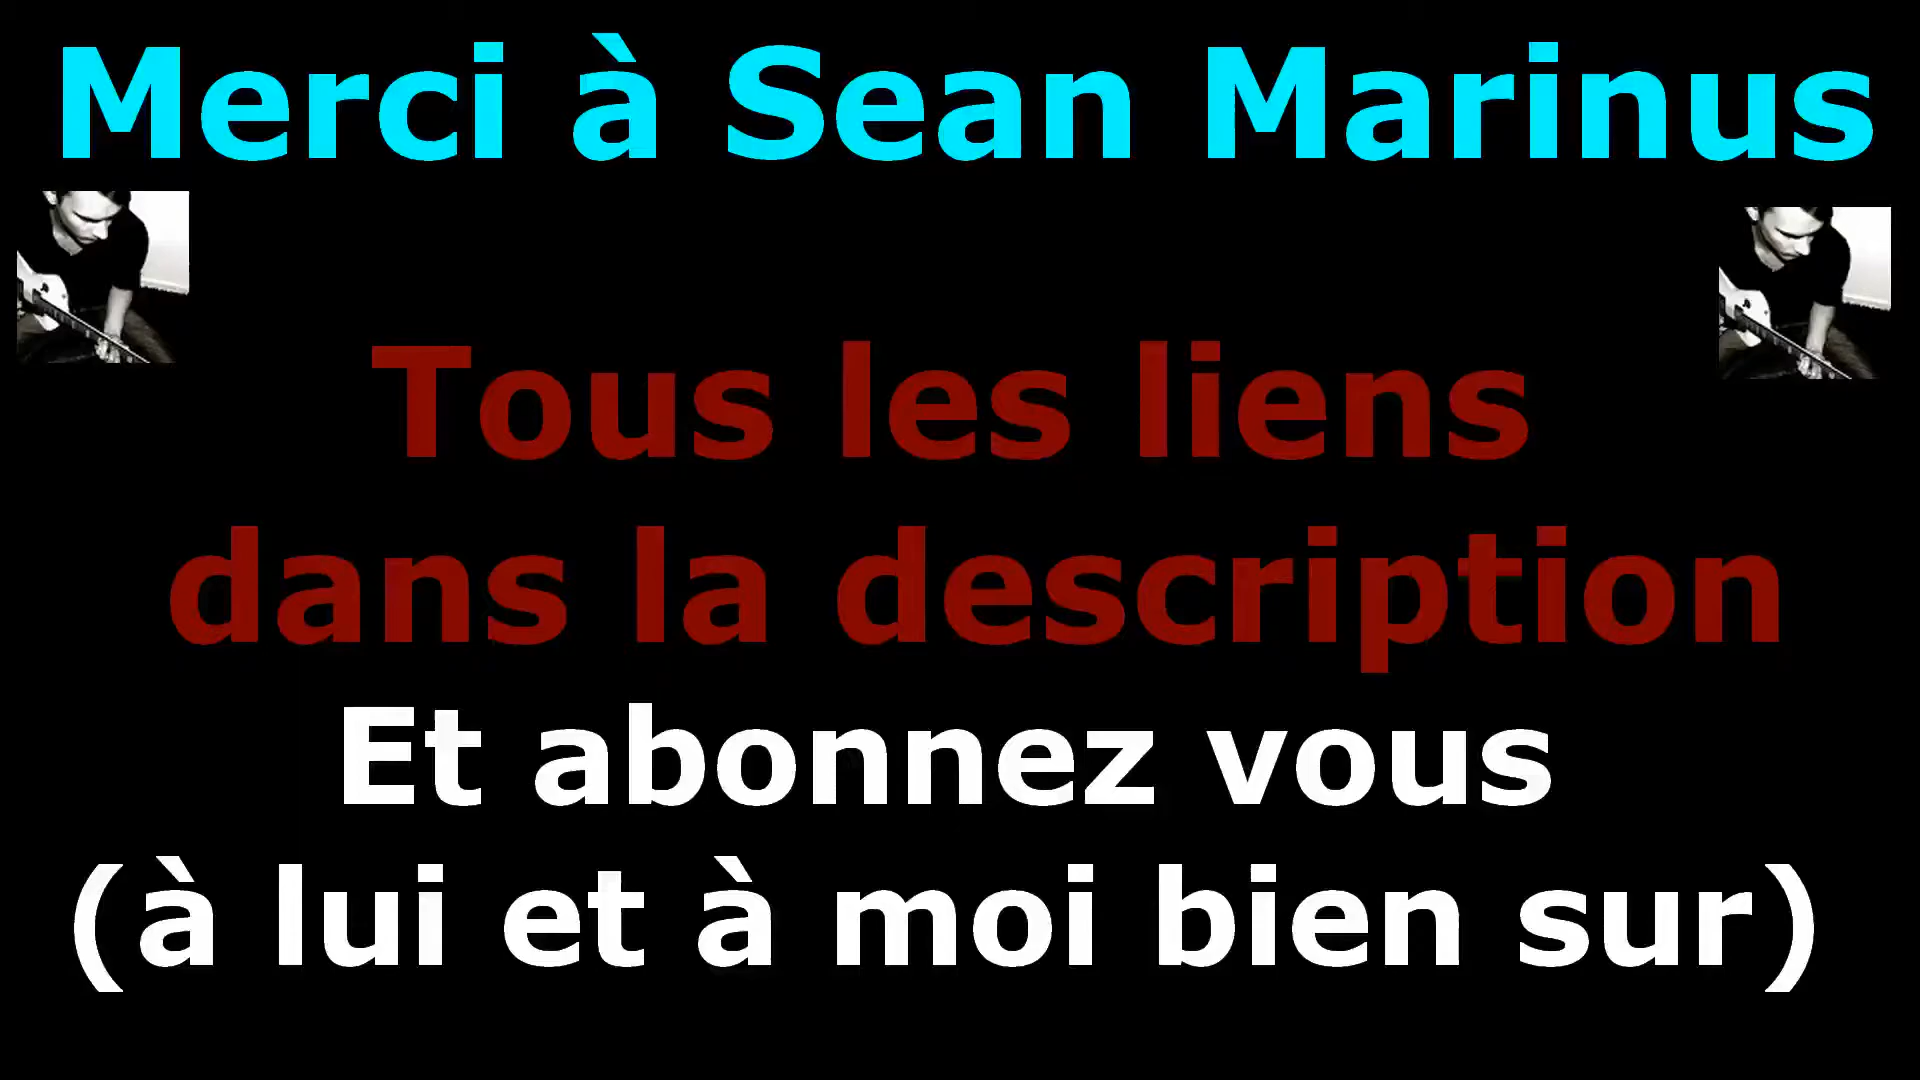 Merci à Sean Marinus
Tous les liens
dans la description
Et abonnez vous
(à lui et à moi bien sur)